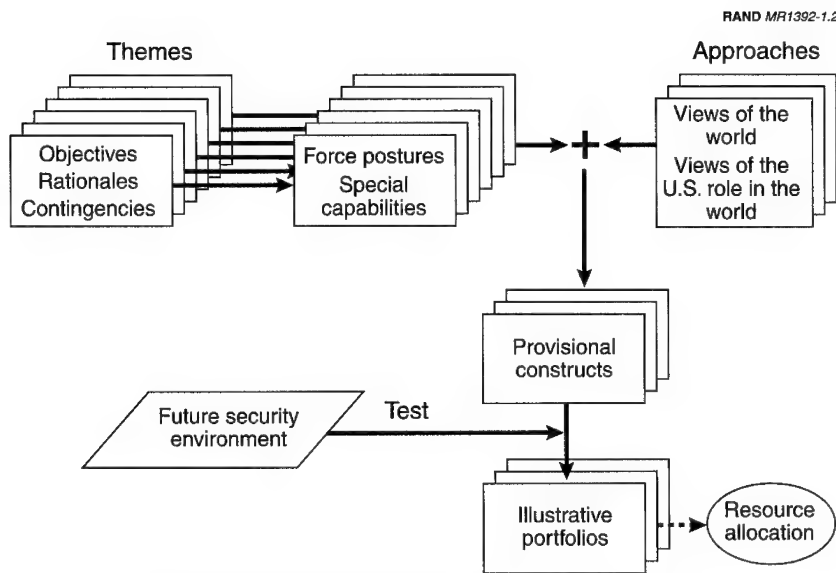 RAND MR1392-1.2
Themes
Approaches
Objectives
Rationales
Contingencies
Force postures
Special
capabilities
Views of the
world
Views of the
U.S. role in the
world
Provisional
constructs
Future security
environment
Test
Illustrative
portfolios
Resource
allocation